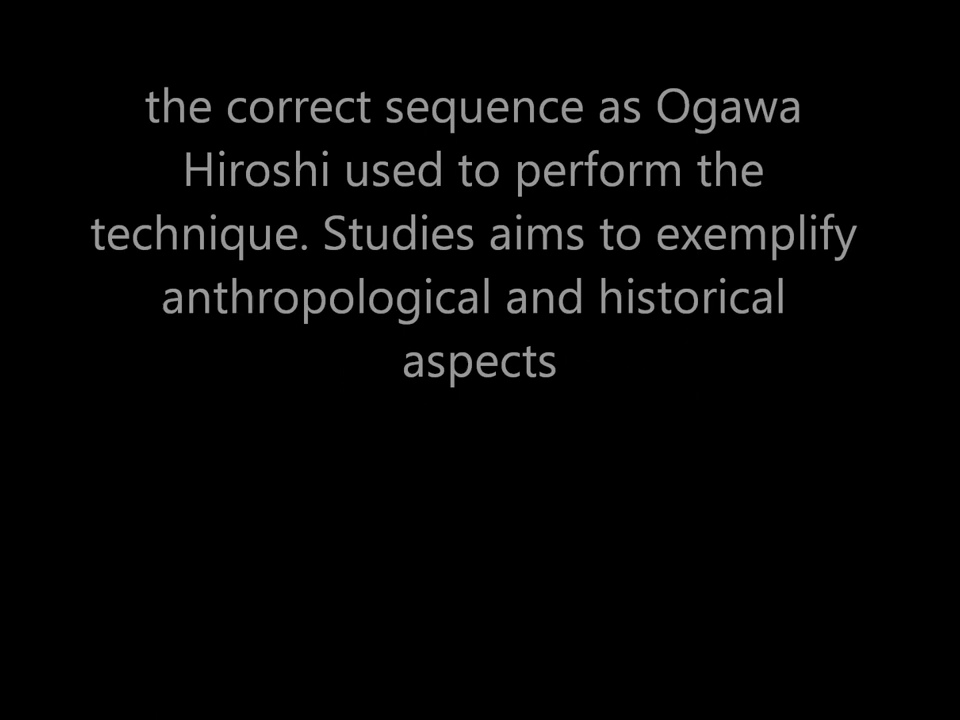 the correct sequence as Ogawa
Hiroshi used to perform the
technique. Studies aims to exemplify
anthropological and historical
aspects